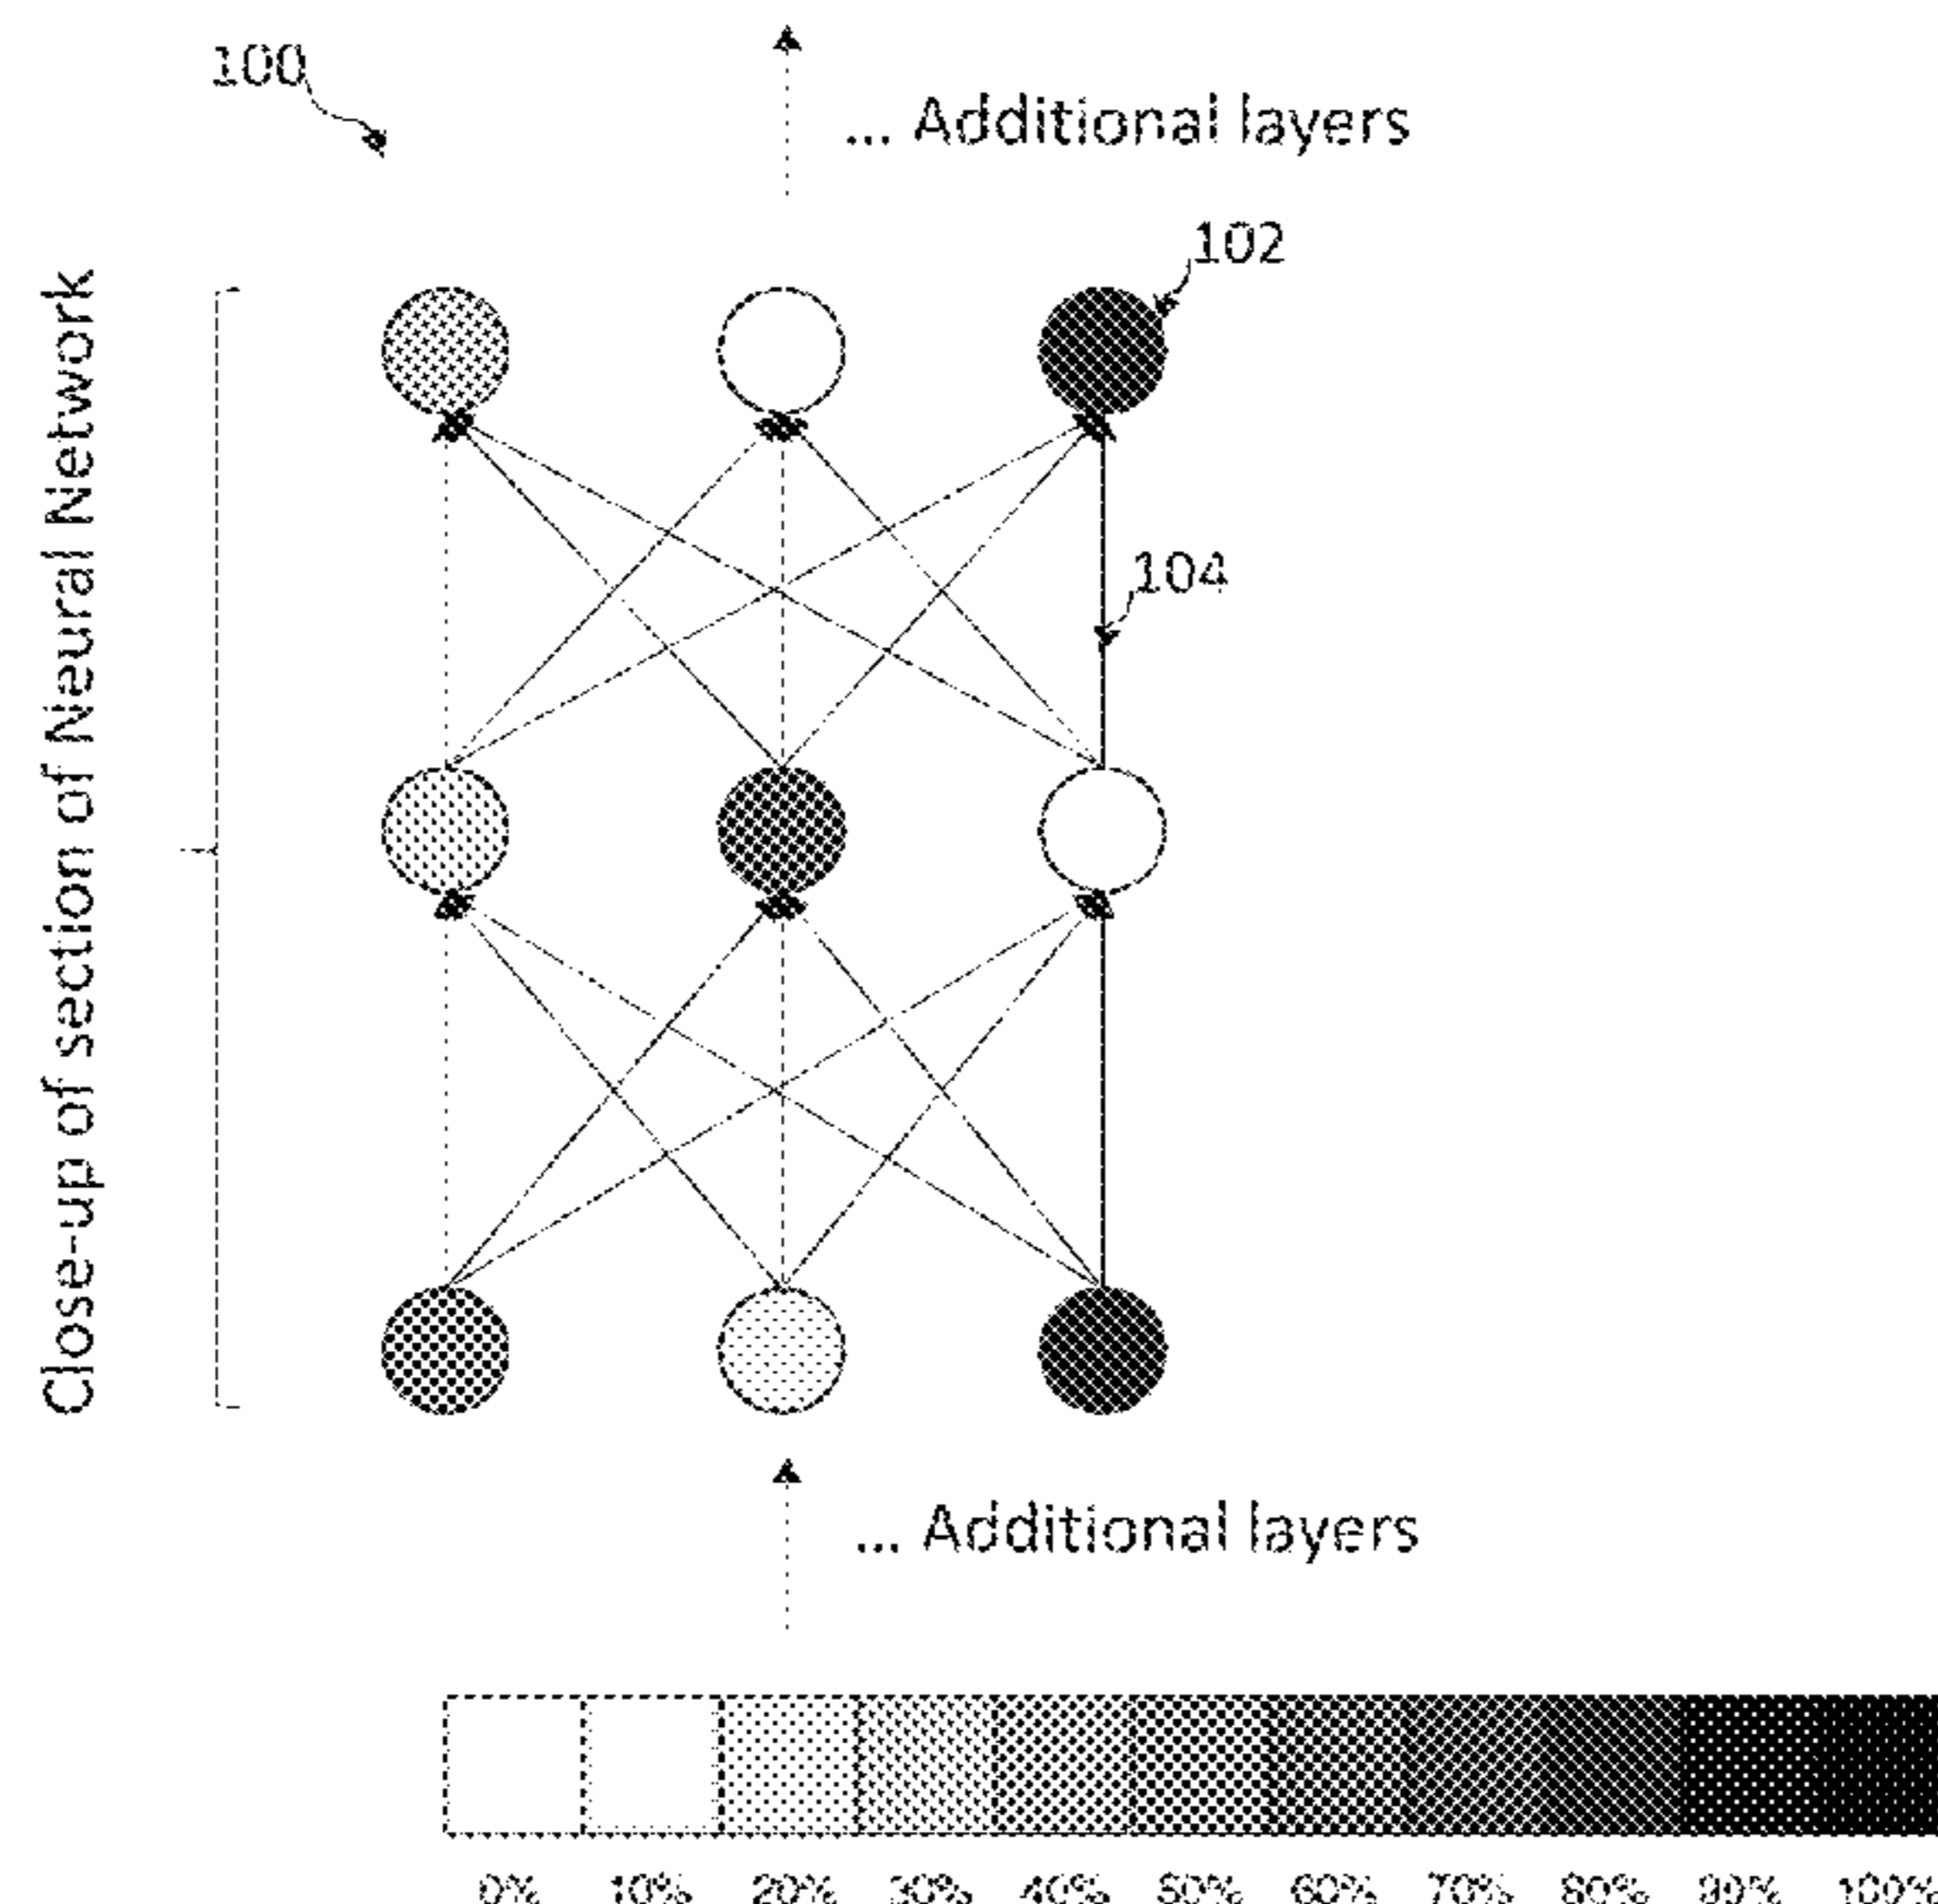 100
... Additional layers
102
Close-up of section of Neural Network
104
... Additional layers
0% 10% 20% 30% 40% 50% 60% 70% 80% 90% 100%